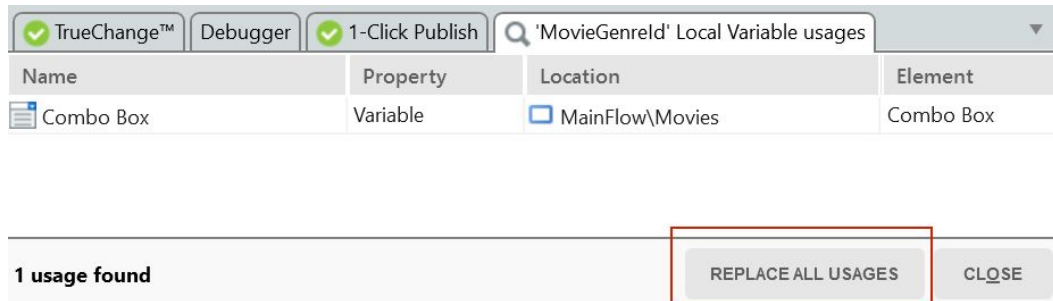 TrueChange™ Debugger 1-Click Publish 'MovieGenreId' Local Variable usages
Name Property Location Element
Combo Box Variable MainFlow\Movies Combo Box
1 usage found REPLACE ALL USAGES CLOSE